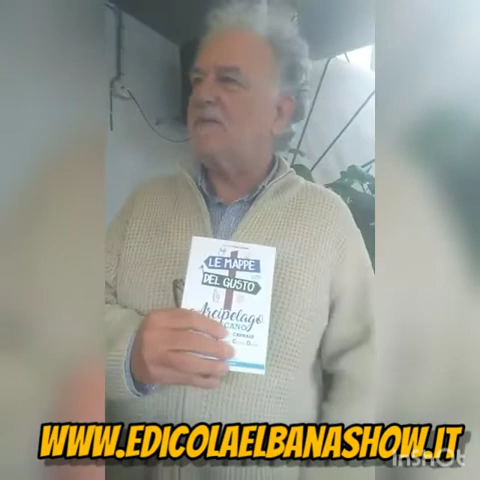 LE MAPPE
DEL GUSTO
Arcipelago
WWW.EDICOLAELBANASHOW.IT
InShot